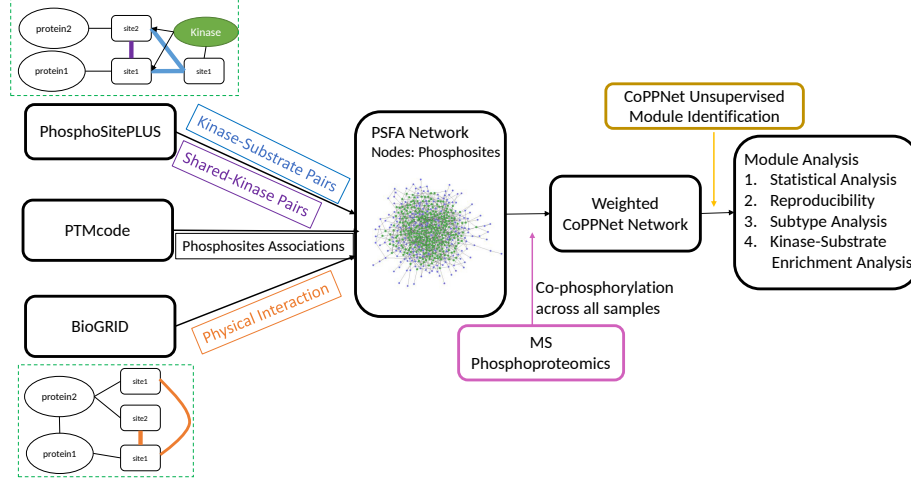 protein2
site2
Kinase
protein1
site1
site1
PhosphoSitePLUS
Kinase-Substrate Pairs
Shared-Kinase Pairs
PTMcode
Phosphosites Associations
BioGRID
Physical Interaction
protein2
site1
site2
protein1
site1
PSFA Network
Nodes: Phosphosites
Weighted
CoPPNet Network
Co-phosphorylation
across all samples
MS
Phosphoproteomics
CoPPNet Unsupervised
Module Identification
Module Analysis
1. Statistical Analysis
2. Reproducibility
3. Subtype Analysis
4. Kinase-Substrate
Enrichment Analysis